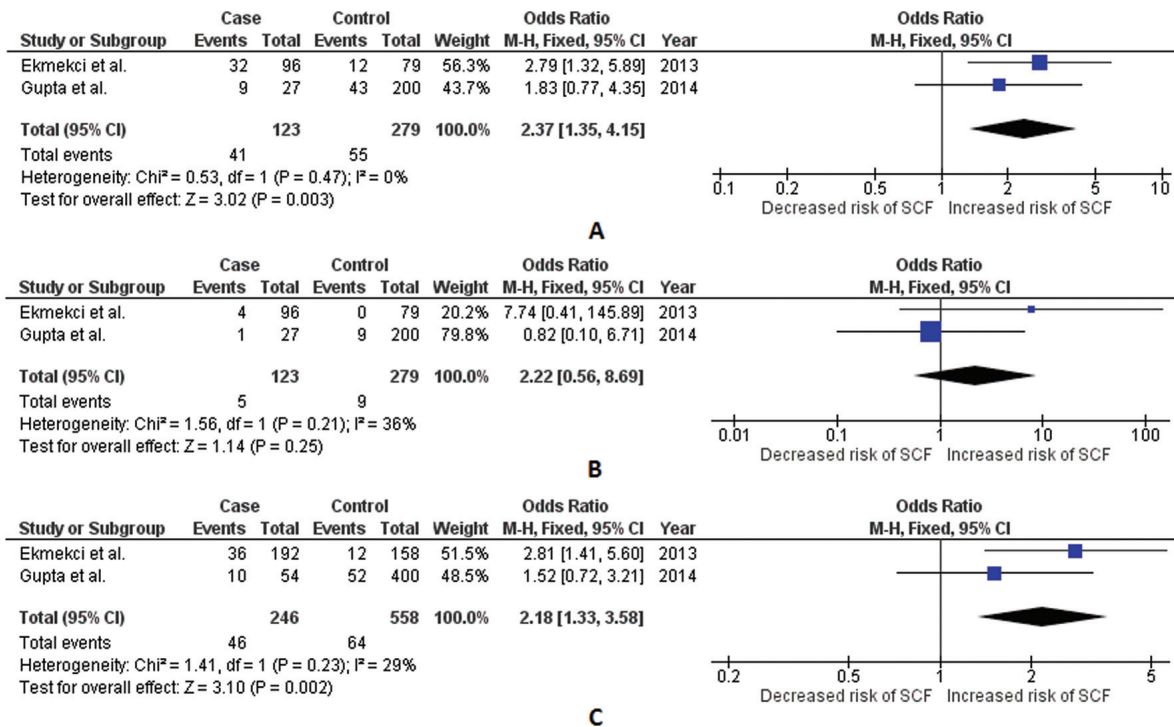 Case Control Odds Ratio Odds Ratio
Study or Subgroup Events Total Events Total Weight M-H, Fixed, 95% CI Year M-H, Fixed, 95% CI
Ekmekci et al. 32 96 12 79 56.3% 2.79 [1.32, 5.89] 2013
Gupta et al. 9 27 43 200 43.7% 1.83 [0.77, 4.35] 2014
Total (95% CI) 123 279 100.0% 2.37 [1.35, 4.15]
Total events 41 55
Heterogeneity: Chi² = 0.53, df = 1 (P = 0.47); I² = 0%
Test for overall effect: Z = 3.02 (P = 0.003)
0.1 0.2 0.5 1 2 5 10
Decreased risk of SCF Increased risk of SCF
A
Case Control Odds Ratio Odds Ratio
Study or Subgroup Events Total Events Total Weight M-H, Fixed, 95% CI Year M-H, Fixed, 95% CI
Ekmekci et al. 4 96 0 79 20.2% 7.74 [0.41, 145.89] 2013
Gupta et al. 1 27 9 200 79.8% 0.82 [0.10, 6.71] 2014
Total (95% CI) 123 279 100.0% 2.22 [0.56, 8.69]
Total events 5 9
Heterogeneity: Chi² = 1.56, df = 1 (P = 0.21); I² = 36%
Test for overall effect: Z = 1.14 (P = 0.25)
0.01 0.1 1 10 100
Decreased risk of SCF Increased risk of SCF
B
Case Control Odds Ratio Odds Ratio
Study or Subgroup Events Total Events Total Weight M-H, Fixed, 95% CI Year M-H, Fixed, 95% CI
Ekmekci et al. 36 192 12 158 51.5% 2.81 [1.41, 5.60] 2013
Gupta et al. 10 54 52 400 48.5% 1.52 [0.72, 3.21] 2014
Total (95% CI) 246 558 100.0% 2.18 [1.33, 3.58]
Total events 46 64
Heterogeneity: Chi² = 1.41, df = 1 (P = 0.23); I² = 29%
Test for overall effect: Z = 3.10 (P = 0.002)
0.2 0.5 1 2 5
Decreased risk of SCF Increased risk of SCF
C